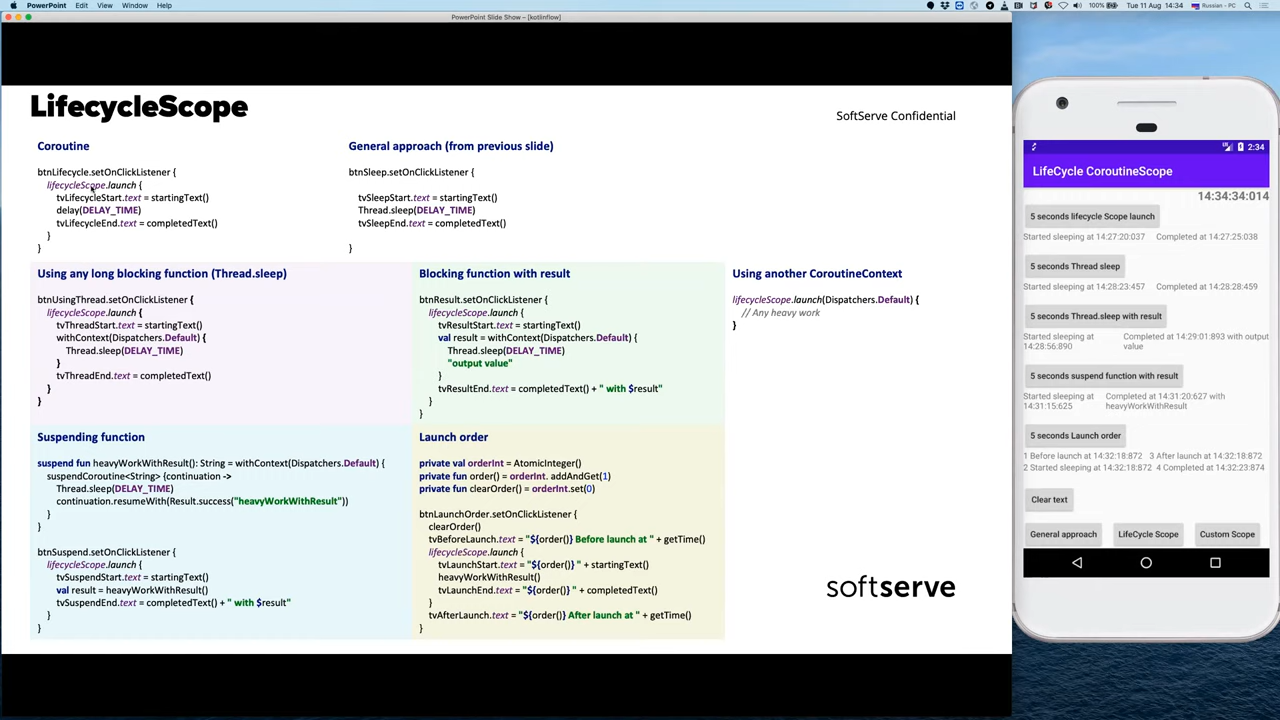 PowerPoint Edit View Window Help
100% Tue 11 Aug 14:34 Russian - PC
PowerPoint Slide Show - [kotlinflow]
LifecycleScope
SoftServe Confidential
Coroutine
btnLifecycle.setOnClickListener {
lifecycleScope.launch {
tvLifecycleStart.text = startingText()
delay(DELAY_TIME)
tvLifecycleEnd.text = completedText()
}
}
General approach (from previous slide)
btnSleep.setOnClickListener {
tvSleepStart.text = startingText()
Thread.sleep(DELAY_TIME)
tvSleepEnd.text = completedText()
}
Using any long blocking function (Thread.sleep)
btnUsingThread.setOnClickListener {
lifecycleScope.launch {
tvThreadStart.text = startingText()
withContext(Dispatchers.Default) {
Thread.sleep(DELAY_TIME)
}
tvThreadEnd.text = completedText()
}
}
Blocking function with result
btnResult.setOnClickListener {
lifecycleScope.launch {
tvResultStart.text = startingText()
val result = withContext(Dispatchers.Default) {
Thread.sleep(DELAY_TIME)
"output value"
}
tvResultEnd.text = completedText() + " with $result"
}
}
Using another CoroutineContext
lifecycleScope.launch(Dispatchers.Default) {
// Any heavy work
}
Suspending function
suspend fun heavyWorkWithResult(): String = withContext(Dispatchers.Default) {
suspendCoroutine<String> {continuation ->
Thread.sleep(DELAY_TIME)
continuation.resumeWith(Result.success("heavyWorkWithResult"))
}
}
btnSuspend.setOnClickListener {
lifecycleScope.launch {
tvSuspendStart.text = startingText()
val result = heavyWorkWithResult()
tvSuspendEnd.text = completedText() + " with $result"
}
}
Launch order
private val orderInt = AtomicInteger()
private fun order() = orderInt. addAndGet(1)
private fun clearOrder() = orderInt.set(0)
btnLaunchOrder.setOnClickListener {
clearOrder()
tvBeforeLaunch.text = "${order()} Before launch at " + getTime()
lifecycleScope.launch {
tvLaunchStart.text = "${order()} " + startingText()
heavyWorkWithResult()
tvLaunchEnd.text = "${order()} " + completedText()
}
tvAfterLaunch.text = "${order()} After launch at " + getTime()
}
softserve
2:34
LifeCycle CoroutineScope
14:34:34:014
5 seconds lifecycle Scope launch
Started sleeping at 14:27:20:037 Completed at 14:27:25:038
5 seconds Thread sleep
Started sleeping at 14:28:23:457 Completed at 14:28:28:459
5 seconds Thread.sleep with result
Started sleeping at 14:28:56:890
Completed at 14:29:01:893 with output value
5 seconds suspend function with result
Started sleeping at 14:31:15:625
Completed at 14:31:20:627 with heavyWorkWithResult
5 seconds Launch order
1 Before launch at 14:32:18:872 3 After launch at 14:32:18:872
2 Started sleeping at 14:32:18:872 4 Completed at 14:32:23:874
Clear text
General approach LifeCycle Scope Custom Scope